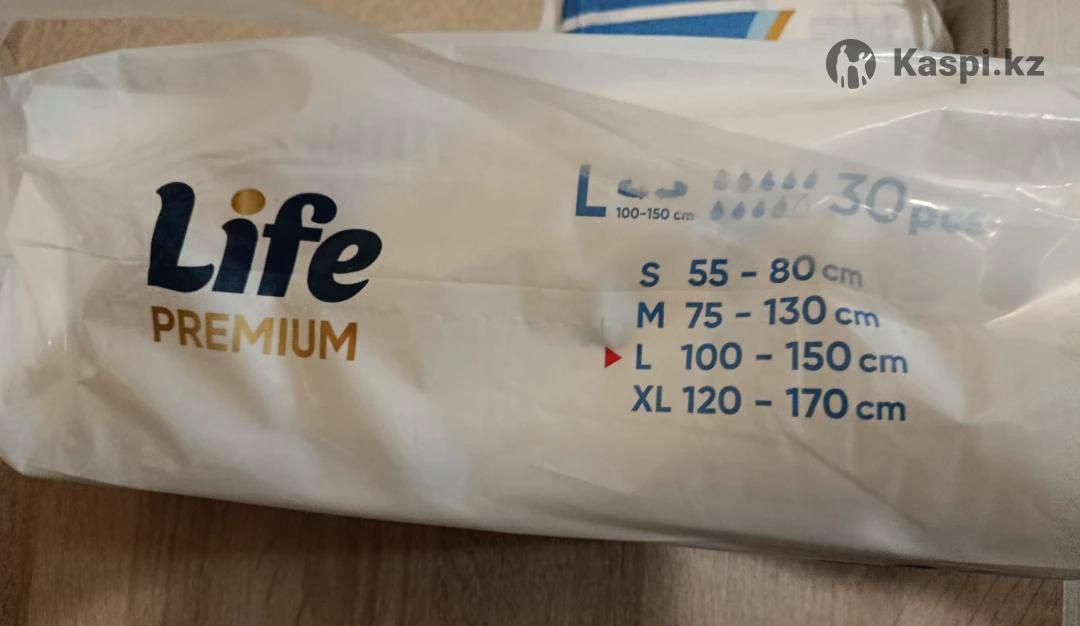 Kaspi.kz
Life
PREMIUM
L 100-150 cm 30 pcs
S 55 - 80 cm
M 75 - 130 cm
L 100 - 150 cm
XL 120 - 170 cm